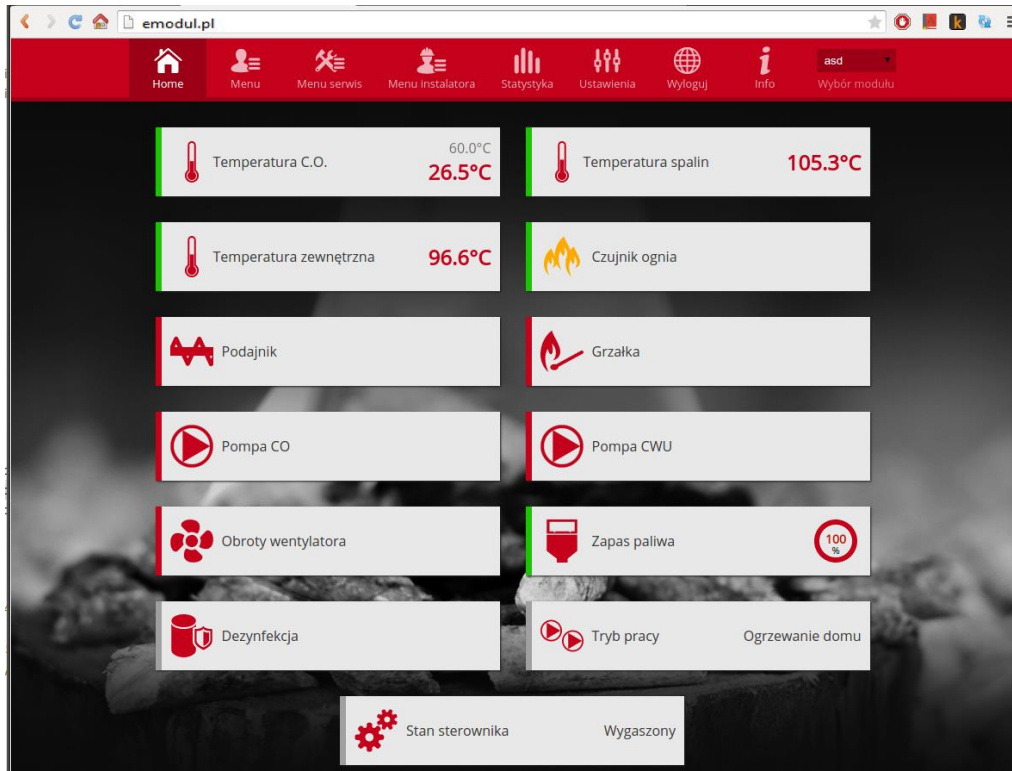 emodul.pl
k
Home
Menu
Menu serwis
Menu instalatora
Statystyka
Ustawienia
Wyloguj
Info
asd
Wybór modułu
Temperatura C.O.
60.0°C
26.5°C
Temperatura spalin
105.3°C
Temperatura zewnętrzna
96.6°C
Czujnik ognia
Podajnik
Grzałka
Pompa CO
Pompa CWU
Obroty wentylatora
Zapas paliwa
100
%
Dezynfekcja
Tryb pracy
Ogrzewanie domu
Stan sterownika
Wygaszony